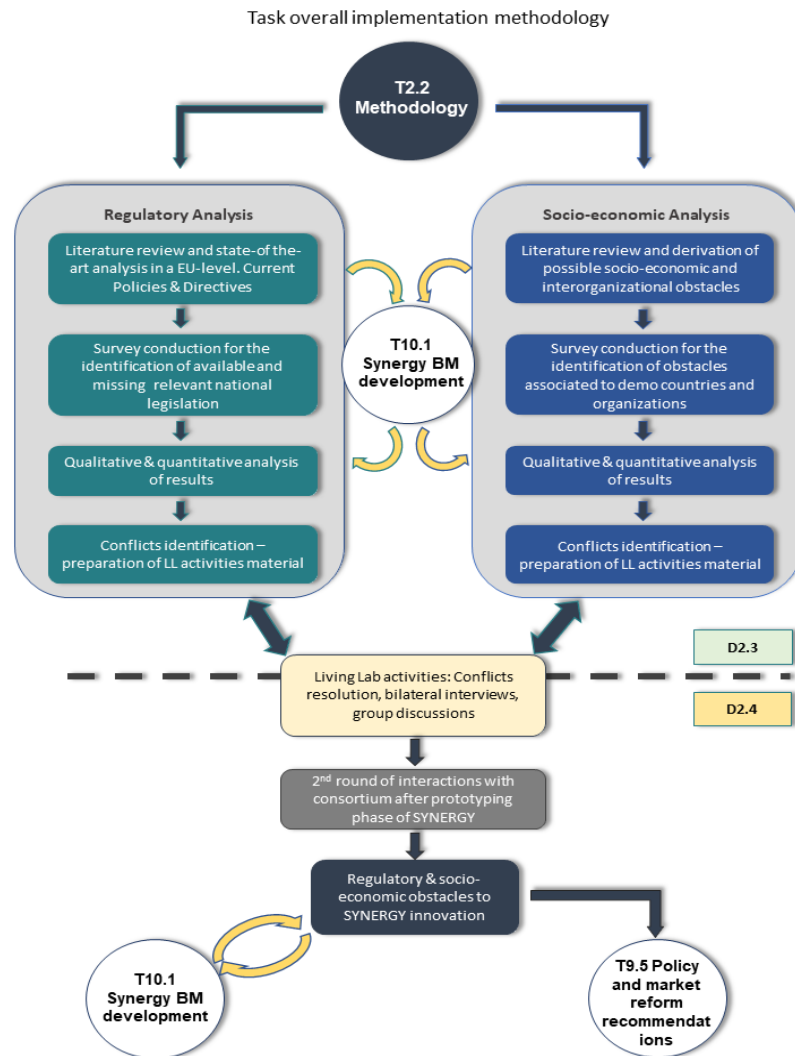 Task overall implementation methodology
T2.2
Methodology
Regulatory Analysis
Literature review and state-of the-
art analysis in a EU-level. Current
Policies & Directives
Survey conduction for the
identification of available and
missing relevant national
legislation
Qualitative & quantitative analysis
of results
Conflicts identification –
preparation of LL activities material
T10.1
Synergy BM
development
Socio-economic Analysis
Literature review and derivation of
possible socio-economic and
interorganizational obstacles
Survey conduction for the
identification of obstacles
associated to demo countries and
organizations
Qualitative & quantitative analysis
of results
Conflicts identification –
preparation of LL activities material
D2.3
Living Lab activities: Conflicts
resolution, bilateral interviews,
group discussions
D2.4
2nd round of interactions with
consortium after prototyping
phase of SYNERGY
Regulatory & socio-
economic obstacles to
SYNERGY innovation
T10.1
Synergy BM
development
T9.5 Policy
and market
reform
recommendat
ions